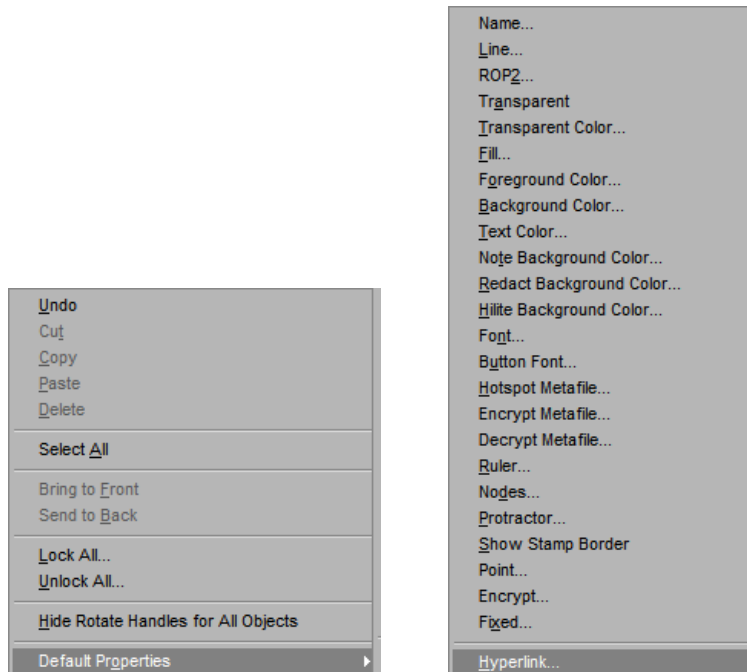 Undo
Cut
Copy
Paste
Delete
Select All
Bring to Front
Send to Back
Lock All...
Unlock All...
Hide Rotate Handles for All Objects
Default Properties
Name...
Line...
ROP2...
Transparent
Transparent Color...
Fill...
Foreground Color...
Background Color...
Text Color...
Note Background Color...
Redact Background Color...
Hilite Background Color...
Font...
Button Font...
Hotspot Metafile...
Encrypt Metafile...
Decrypt Metafile...
Ruler...
Nodes...
Protractor...
Show Stamp Border
Point...
Encrypt...
Fixed...
Hyperlink...